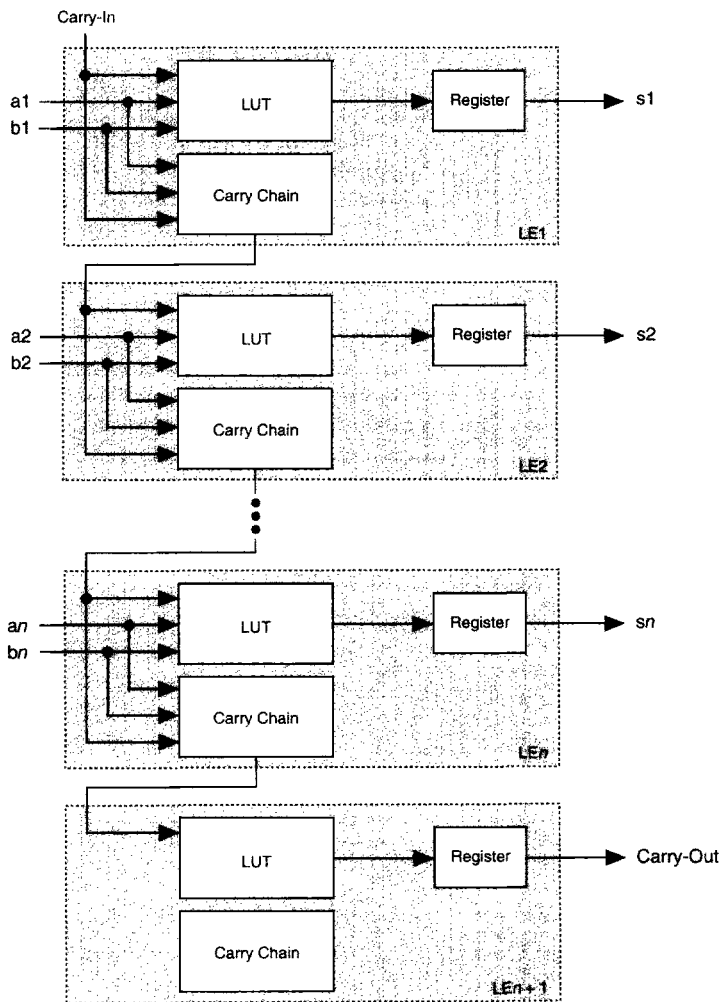 Carry-In
a1
b1
LUT
Register
s1
Carry Chain
LE1
a2
b2
LUT
Register
s2
Carry Chain
LE2
an
bn
LUT
Register
sn
Carry Chain
LEn
LUT
Register
Carry-Out
Carry Chain
LEn + 1